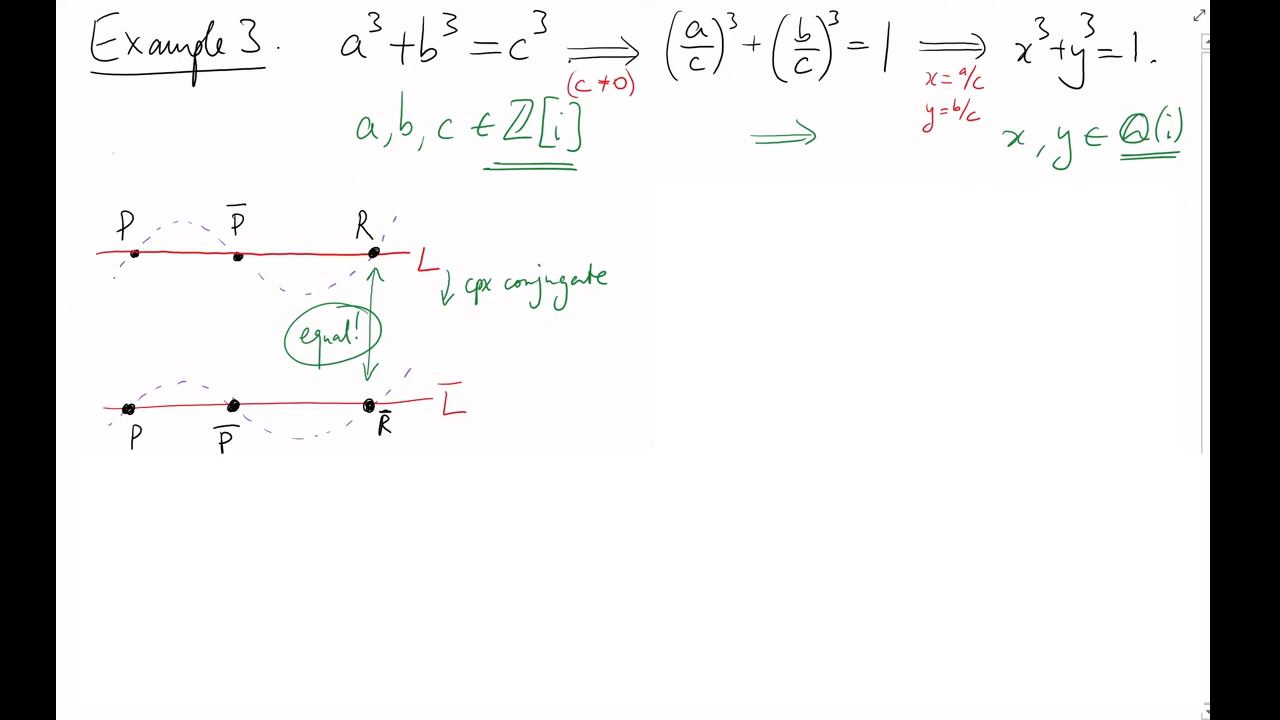 Example 3. a³ + b³ = c³ ⟹ (a/c)³ + (b/c)³ = 1 ⟹ x³ + y³ = 1.
(c ≠ 0) x = a/c
y = b/c
a, b, c ∈ ℤ[i] ⟹ x, y ∈ ℚ(i)
P P̅ R
L
↓ cpx conjugate
equal!
L̅
P P̅ R̅